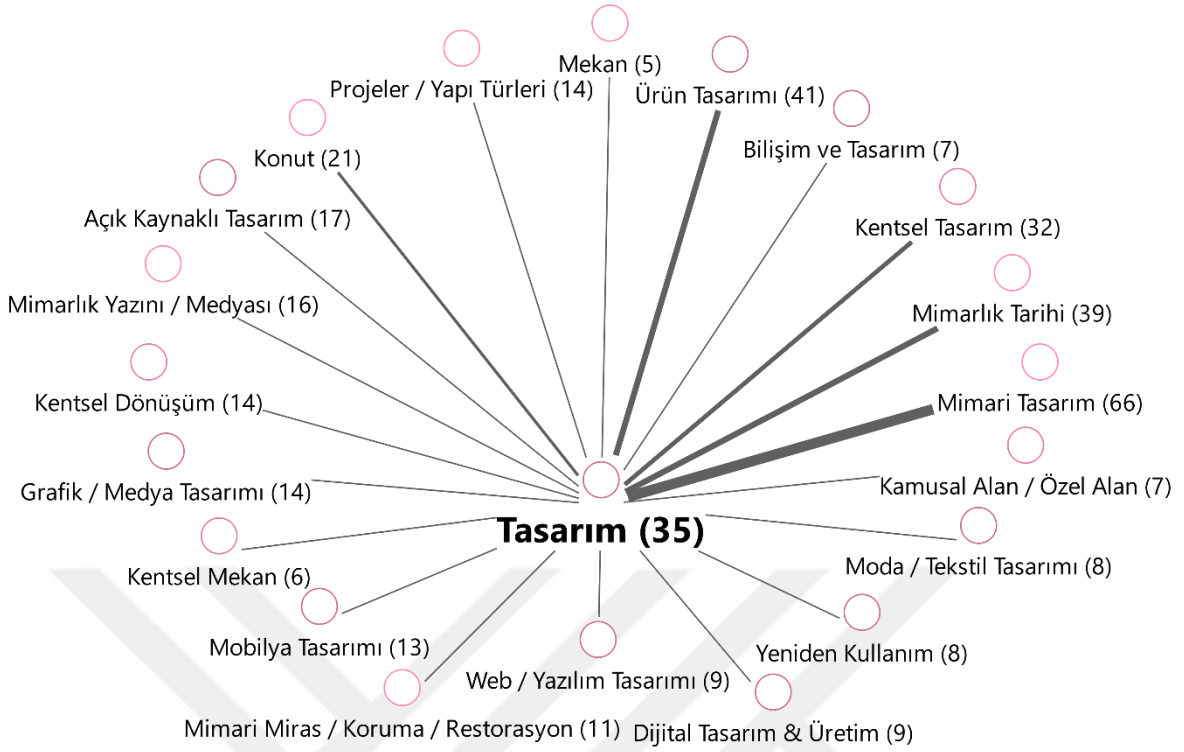 Mekan (5)
Projeler / Yapı Türleri (14)
Ürün Tasarımı (41)
Bilişim ve Tasarım (7)
Konut (21)
Açık Kaynaklı Tasarım (17)
Kentsel Tasarım (32)
Mimarlık Yazını / Medyası (16)
Mimarlık Tarihi (39)
Kentsel Dönüşüm (14)
Mimari Tasarım (66)
Grafik / Medya Tasarımı (14)
Kamusal Alan / Özel Alan (7)
Tasarım (35)
Kentsel Mekan (6)
Moda / Tekstil Tasarımı (8)
Mobilya Tasarımı (13)
Yeniden Kullanım (8)
Web / Yazılım Tasarımı (9)
Mimari Miras / Koruma / Restorasyon (11)
Dijital Tasarım & Üretim (9)